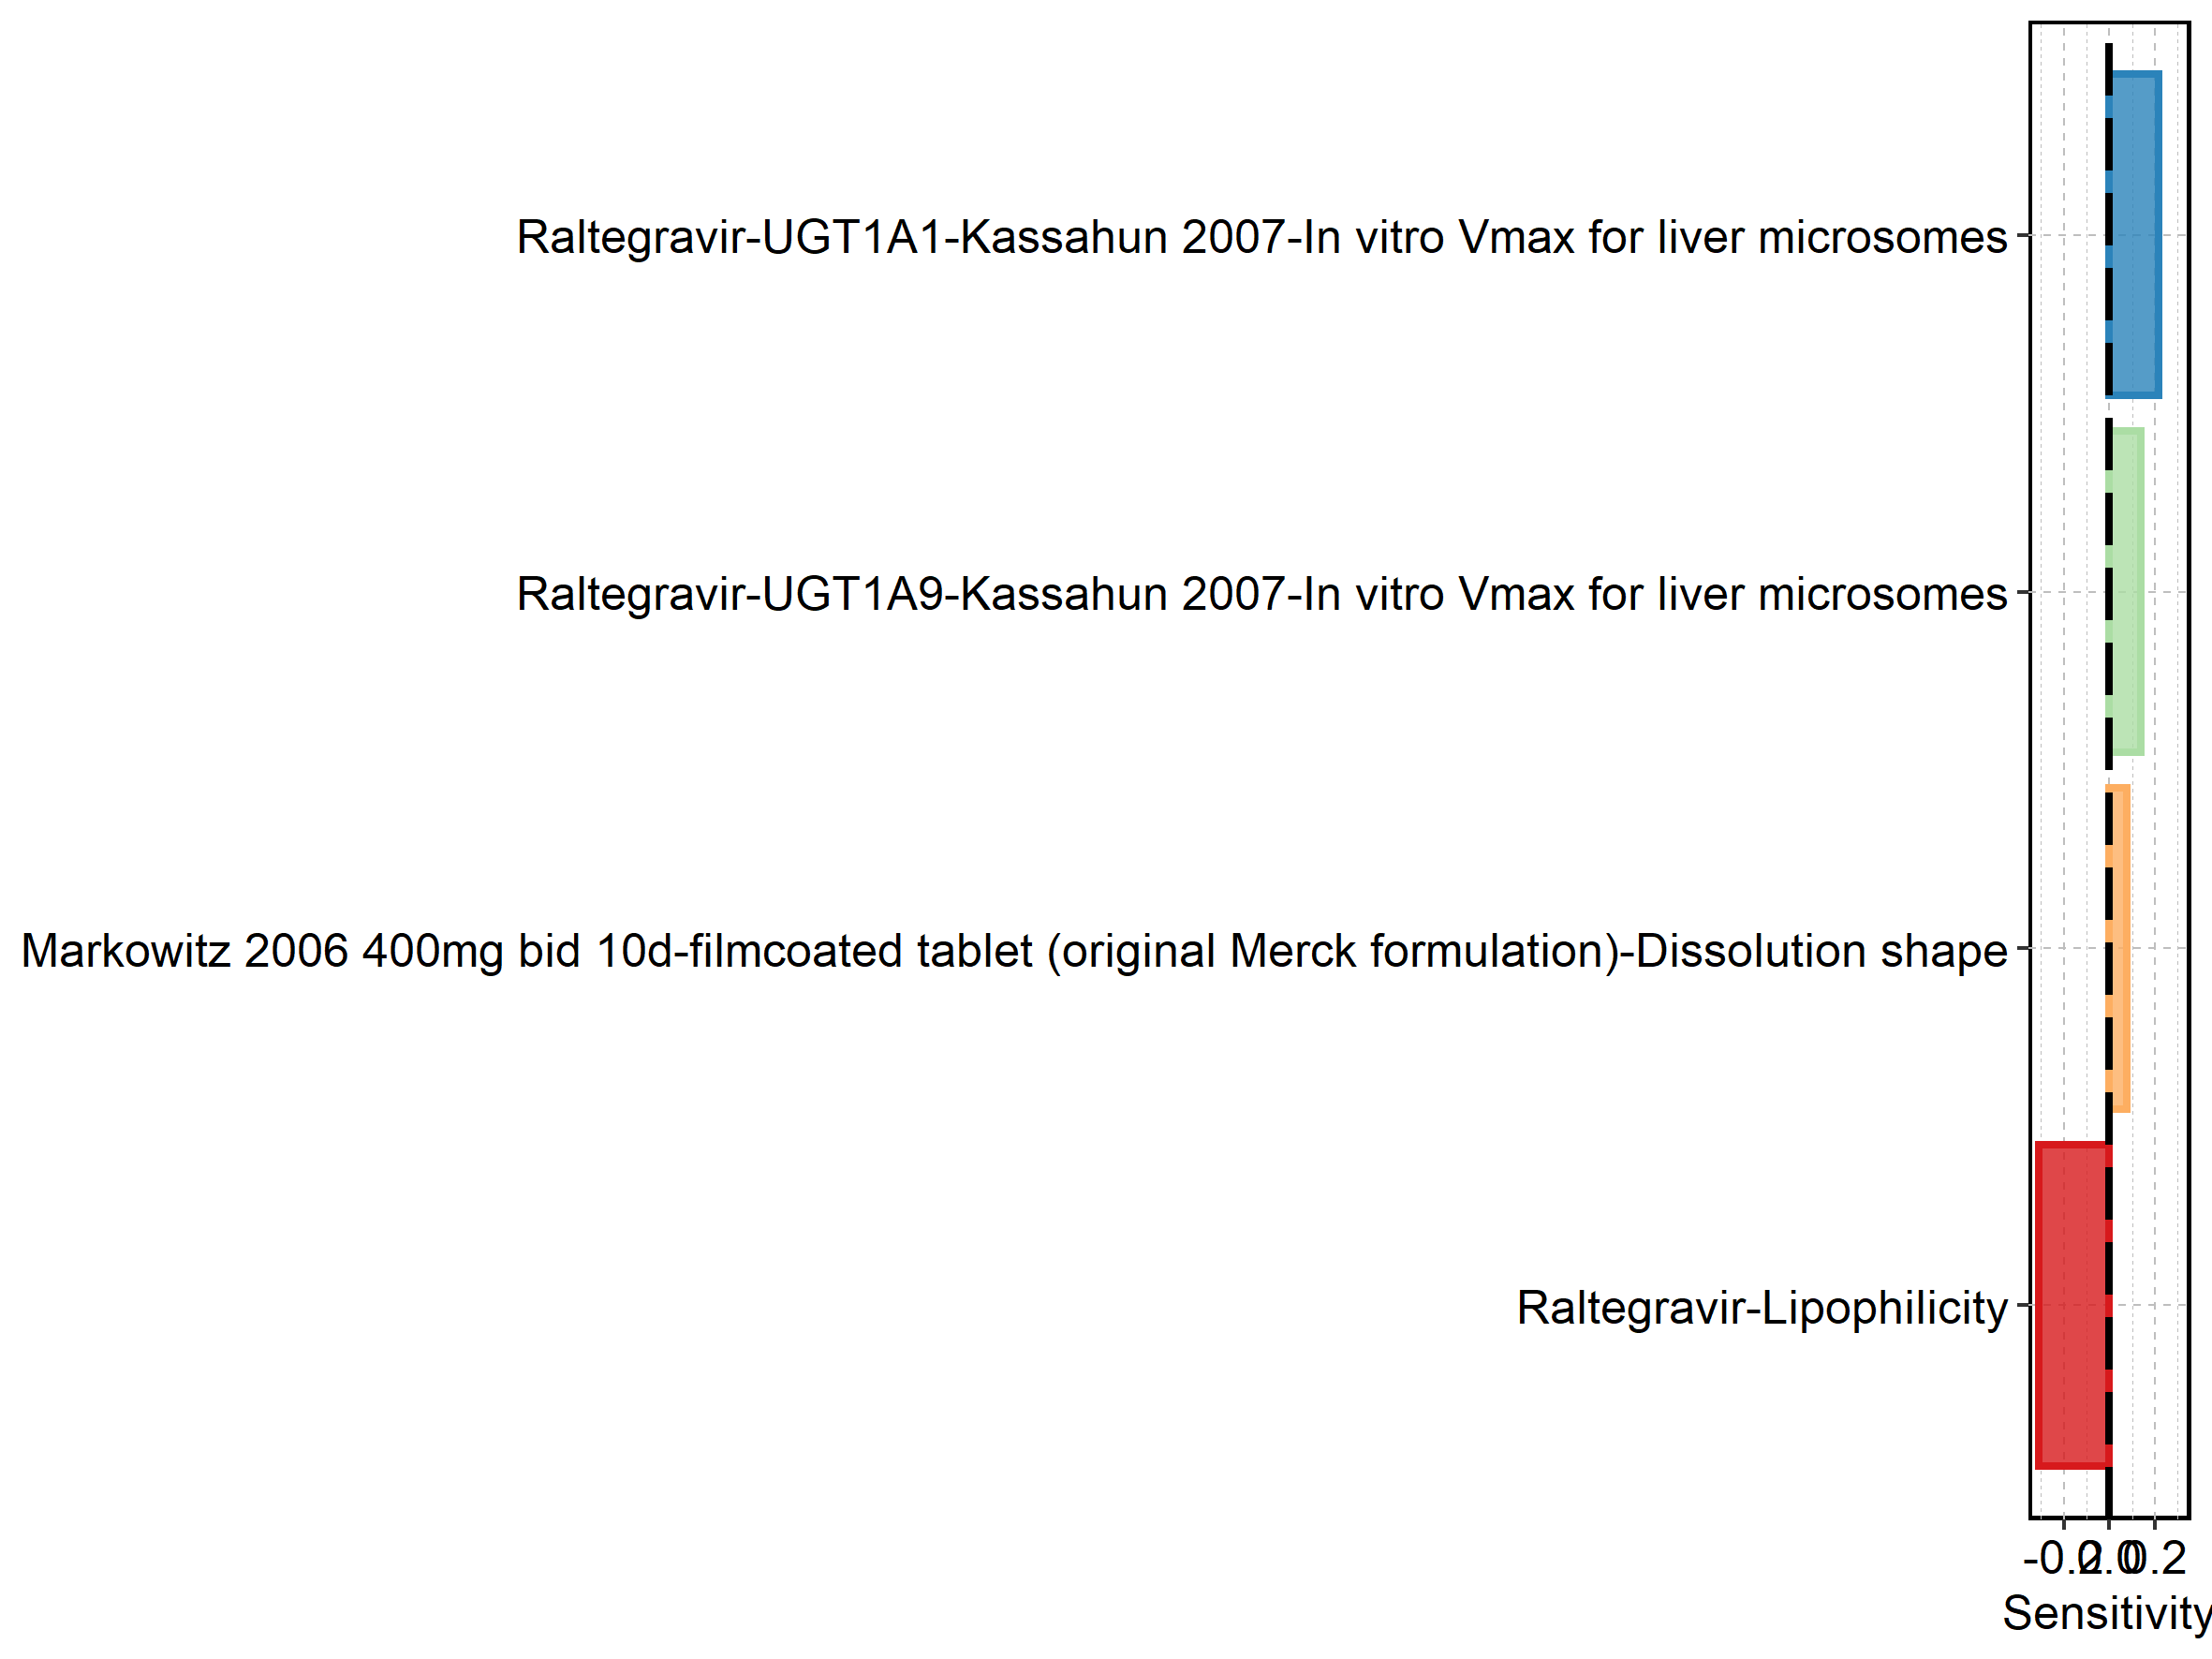 Raltegravir-UGT1A1-Kassahun 2007-In vitro Vmax for liver microsomes
Raltegravir-UGT1A9-Kassahun 2007-In vitro Vmax for liver microsomes
Markowitz 2006 400mg bid 10d-filmcoated tablet (original Merck formulation)-Dissolution shape
Raltegravir-Lipophilicity
-0.2 0.0 0.2
Sensitivity